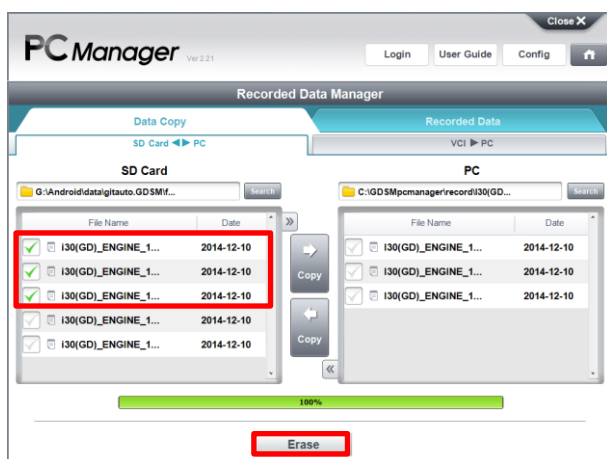 Close X
PC Manager Ver 2.21
Login User Guide Config
Recorded Data Manager
Data Copy Recorded Data
SD Card ◀▶ PC VCI ▶ PC
SD Card PC
G:\Android\data\gitauto.GDSM\f... Search C:\GDSMpcmanager\record\I30(GD... Search
File Name Date File Name Date
i30(GD)_ENGINE_1... 2014-12-10 i30(GD)_ENGINE_1... 2014-12-10
i30(GD)_ENGINE_1... 2014-12-10 i30(GD)_ENGINE_1... 2014-12-10
i30(GD)_ENGINE_1... 2014-12-10 i30(GD)_ENGINE_1... 2014-12-10
i30(GD)_ENGINE_1... 2014-12-10
i30(GD)_ENGINE_1... 2014-12-10
Copy
Copy
100%
Erase